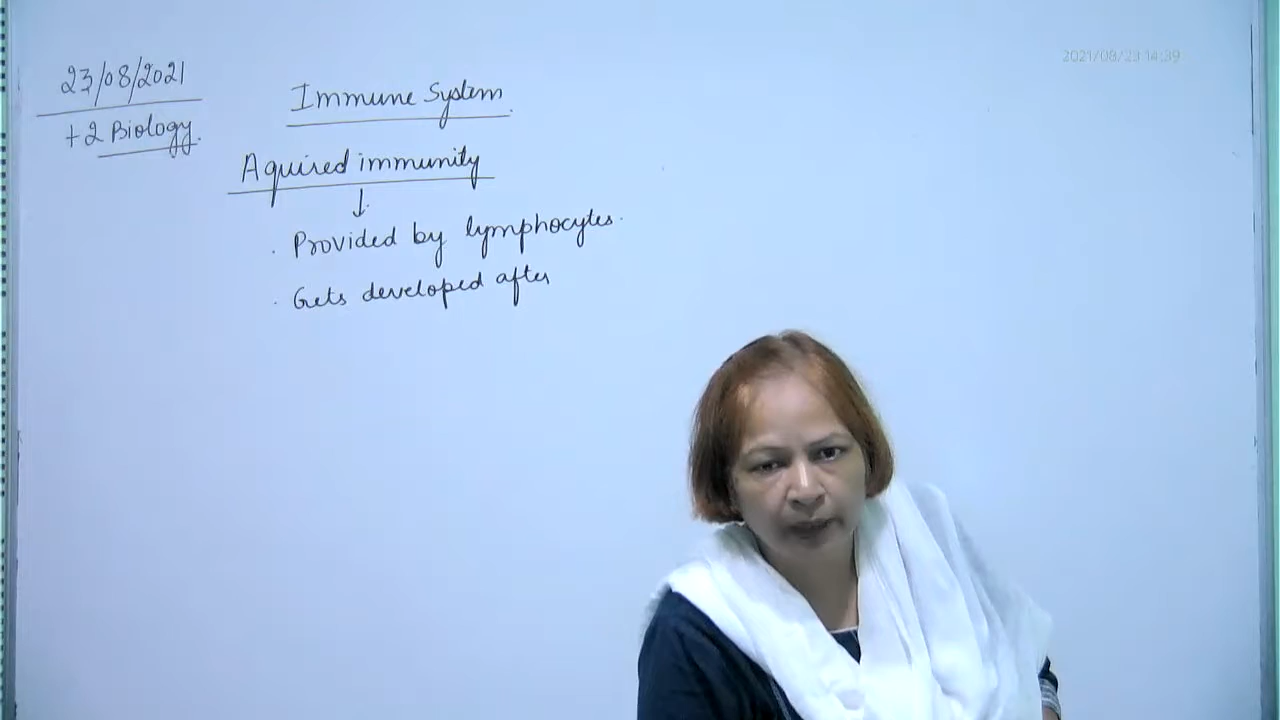 23/08/2021
+2 Biology.
Immune System.
Aquired immunity
↓
. Provided by lymphocytes.
. Gets developed after
2021/08/23 14:39